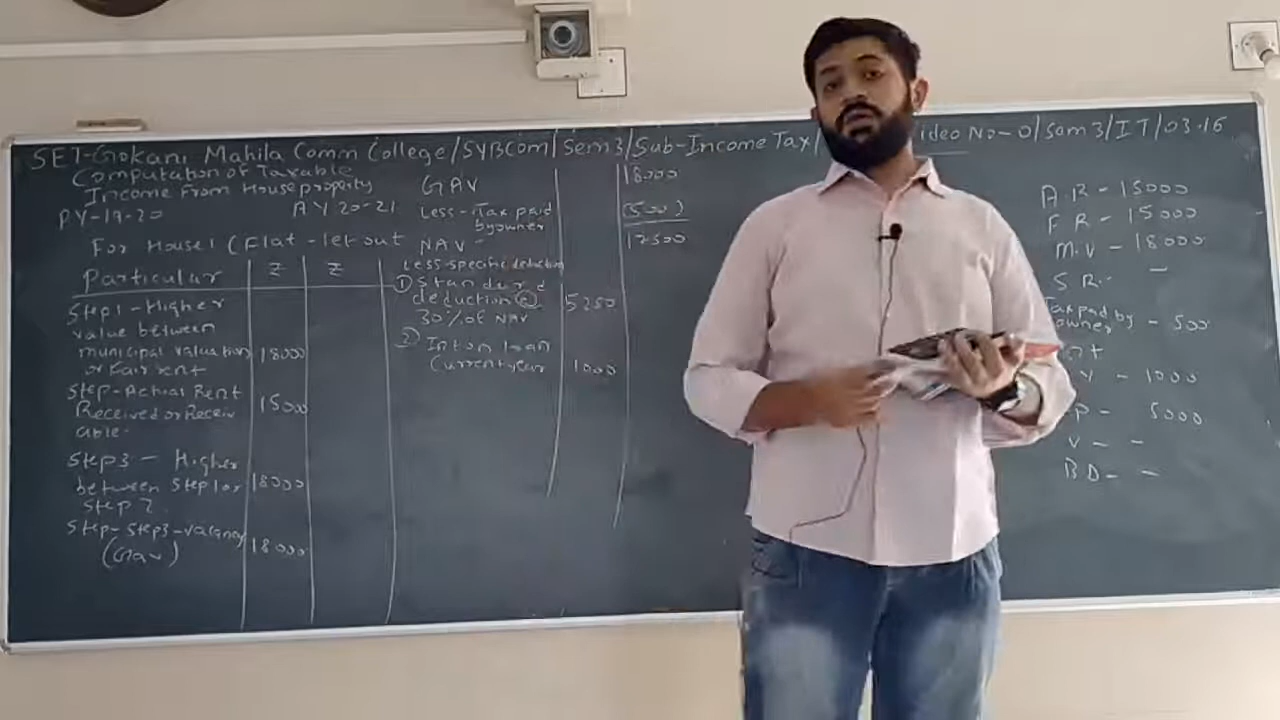 SET-Gokani Mahila Comm College/SYBCom/Sem3/Sub-Income Tax/ ideo No-0/Sem3/IT/03.16
Computation of Taxable
Income From House property
PY-19-20 AY 20-21
For House1 (Flat-let out
Particular ₹ ₹
Step1-Higher
value between
municipal valuation
or Fair rent 18000
Step-Actual Rent
Received or Receiv
able. 15000
Step3 - Higher
between Step1 or 18000
Step 2.
Step-Step3-vacancy
(Gav) 18000
GAV 18000
Less-Tax paid
by owner (500)
NAV - 17500
Less-specific deduction
① Standerd
deduction @ 5250
30% of NAV
② Int on loan
Current year 1000
A.R - 15000
F R - 15000
M.V - 18000
S R. -
Tax paid by
owner - 500
- 1000
P - 5000
V - -
B D - -